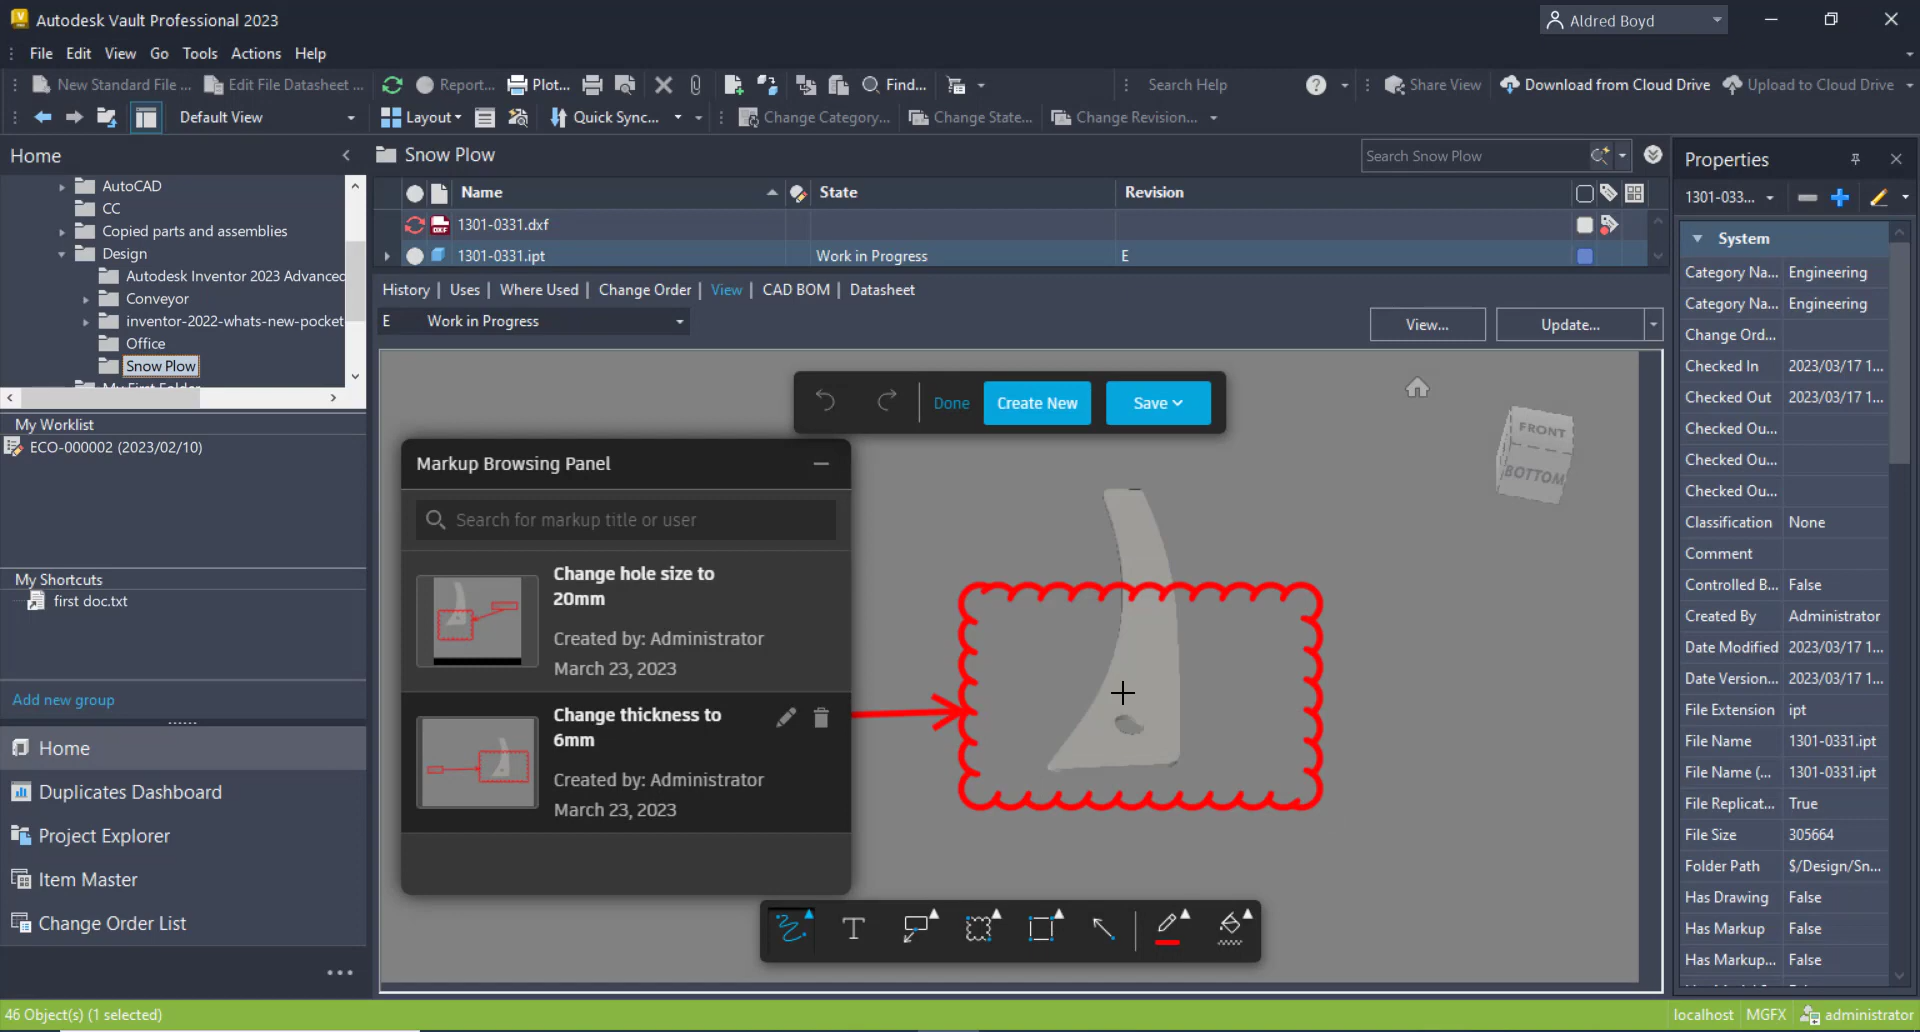 Autodesk Vault Professional 2023
Aldred Boyd
File Edit View Go Tools Actions Help
New Standard File ... Edit File Datasheet ... Report... Plot... Find... Search Help Share View Download from Cloud Drive Upload to Cloud Drive
Default View Layout Quick Sync... Change Category... Change State... Change Revision...
Home
AutoCAD
CC
Copied parts and assemblies
Design
Autodesk Inventor 2023 Advanced
Conveyor
inventor-2022-whats-new-pocket
Office
Snow Plow
My First Folder
My Worklist
ECO-000002 (2023/02/10)
My Shortcuts
first doc.txt
Add new group
Home
Duplicates Dashboard
Project Explorer
Item Master
Change Order List
Snow Plow
Search Snow Plow
Name State Revision
DXF
1301-0331.dxf
1301-0331.ipt Work in Progress E
History Uses Where Used Change Order View CAD BOM Datasheet
E Work in Progress
View... Update...
Done Create New Save
FRONT
BOTTOM
Markup Browsing Panel
Search for markup title or user
Change hole size to
20mm
Created by: Administrator
March 23, 2023
Change thickness to
6mm
Created by: Administrator
March 23, 2023
T
Properties
1301-033...
System
Category Na... Engineering
Category Na... Engineering
Change Ord...
Checked In 2023/03/17 1...
Checked Out 2023/03/17 1...
Checked Ou...
Checked Ou...
Checked Ou...
Classification None
Comment
Controlled B... False
Created By Administrator
Date Modified 2023/03/17 1...
Date Version... 2023/03/17 1...
File Extension ipt
File Name 1301-0331.ipt
File Name (... 1301-0331.ipt
File Replicat... True
File Size 305664
Folder Path $/Design/Sn...
Has Drawing False
Has Markup False
Has Markup... False
46 Object(s) (1 selected)
localhost MGFX administrator